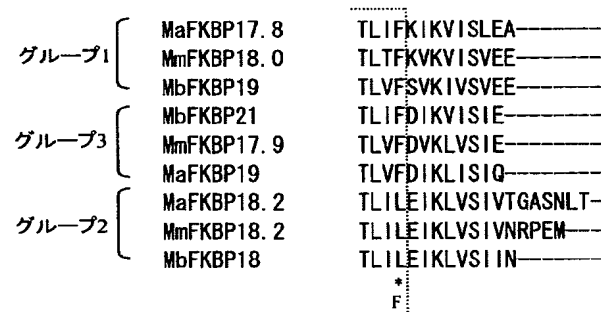 グループ1
MaFKBP17.8 TLIFKIKVISLEA--------
MmFKBP18.0 TLTFKVKVISVEE--------
MbFKBP19 TLVFSVKIVSVEE--------
グループ3
MbFKBP21 TLIFDIKVISIE---------
MmFKBP17.9 TLVFDVKLVSIE---------
MaFKBP19 TLVFDIKLISIQ---------
グループ2
MaFKBP18.2 TLILEIKLVSIVTGASNLT-
MmFKBP18.2 TLILEIKLVSIVNRPEM---
MbFKBP18 TLILEIKLVSIIN--------
*
F